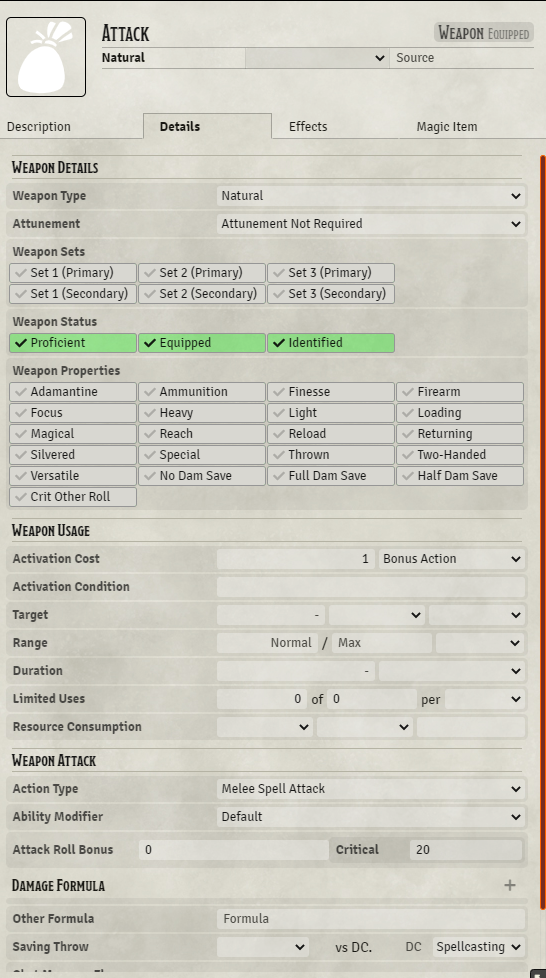 Attack
Weapon Equipped
Natural Source
Description Details Effects Magic Item
Weapon Details
Weapon Type Natural
Attunement Attunement Not Required
Weapon Sets
Set 1 (Primary) Set 2 (Primary) Set 3 (Primary)
Set 1 (Secondary) Set 2 (Secondary) Set 3 (Secondary)
Weapon Status
Proficient Equipped Identified
Weapon Properties
Adamantine Ammunition Finesse Firearm
Focus Heavy Light Loading
Magical Reach Reload Returning
Silvered Special Thrown Two-Handed
Versatile No Dam Save Full Dam Save Half Dam Save
Crit Other Roll
Weapon Usage
Activation Cost 1 Bonus Action
Activation Condition
Target -
Range Normal / Max
Duration -
Limited Uses 0 of 0 per
Resource Consumption
Weapon Attack
Action Type Melee Spell Attack
Ability Modifier Default
Attack Roll Bonus 0 Critical 20
Damage Formula +
Other Formula Formula
Saving Throw vs DC. DC Spellcasting